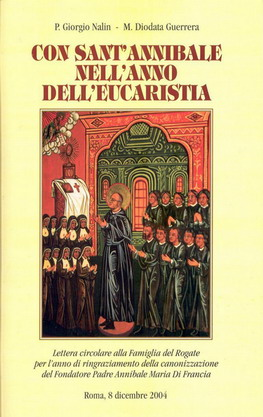 P. Giorgio Nalin - M. Diodata Guerrera
CON SANT'ANNIBALE
NELL'ANNO
DELL'EUCARISTIA
Lettera circolare alla Famiglia del Rogate
per l'anno di ringraziamento della canonizzazione
del Fondatore Padre Annibale Maria Di Francia
Roma, 8 dicembre 2004